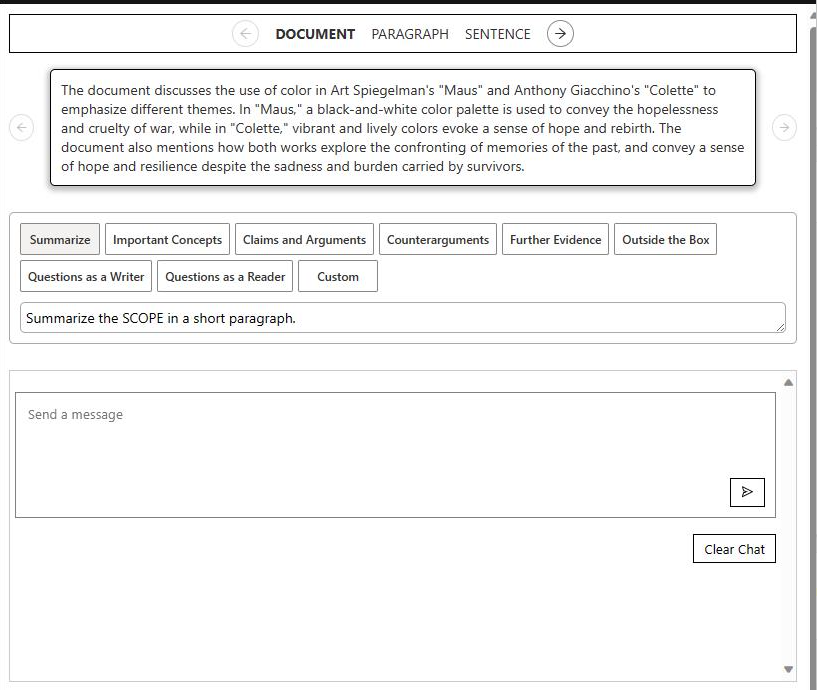 DOCUMENT PARAGRAPH SENTENCE
The document discusses the use of color in Art Spiegelman's "Maus" and Anthony Giacchino's "Colette" to
emphasize different themes. In "Maus," a black-and-white color palette is used to convey the hopelessness
and cruelty of war, while in "Colette," vibrant and lively colors evoke a sense of hope and rebirth. The
document also mentions how both works explore the confronting of memories of the past, and convey a sense
of hope and resilience despite the sadness and burden carried by survivors.
Summarize Important Concepts Claims and Arguments Counterarguments Further Evidence Outside the Box
Questions as a Writer Questions as a Reader Custom
Summarize the SCOPE in a short paragraph.
Send a message
Clear Chat